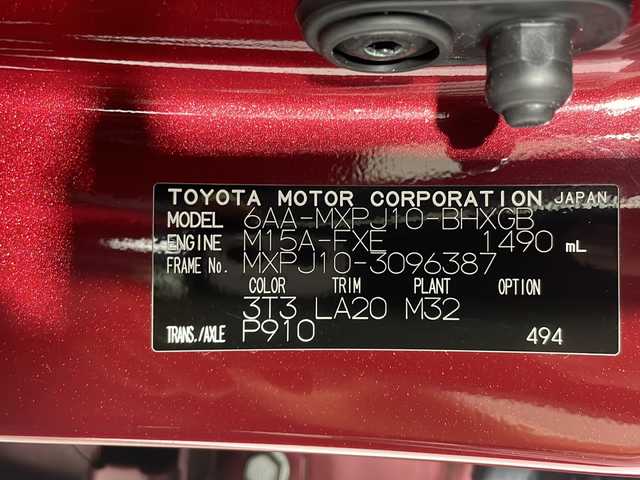 TOYOTA MOTOR CORPORATION JAPAN
MODEL 6AA-MXPJ10-BHXGB
ENGINE M15A-FXE 1490 mL
FRAME No. MXPJ10-3096387
COLOR TRIM PLANT OPTION
3T3 LA20 M32
TRANS./AXLE P910 494